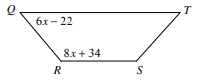 Q T
6x – 22
8x + 34
R S